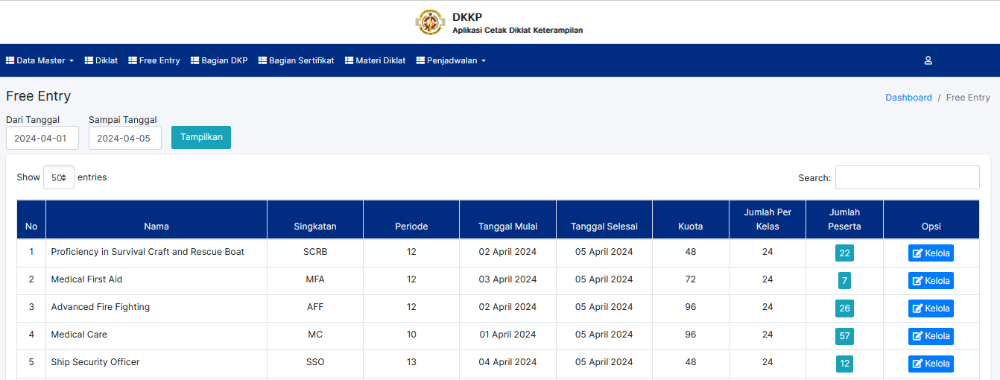 DKKP
Aplikasi Cetak Diklat Keterampilan
Data Master Diklat Free Entry Bagian DKP Bagian Sertifikat Materi Diklat Penjadwalan
Free Entry Dashboard / Free Entry
Dari Tanggal Sampai Tanggal
2024-04-01 2024-04-05 Tampilkan
Show 50 entries Search:
No Nama Singkatan Periode Tanggal Mulai Tanggal Selesai Kuota Jumlah Per Kelas Jumlah Peserta Opsi
1 Proficiency in Survival Craft and Rescue Boat SCRB 12 02 April 2024 05 April 2024 48 24 22 Kelola
2 Medical First Aid MFA 12 03 April 2024 05 April 2024 72 24 7 Kelola
3 Advanced Fire Fighting AFF 12 02 April 2024 05 April 2024 96 24 26 Kelola
4 Medical Care MC 10 01 April 2024 05 April 2024 96 24 57 Kelola
5 Ship Security Officer SSO 13 04 April 2024 05 April 2024 48 24 12 Kelola